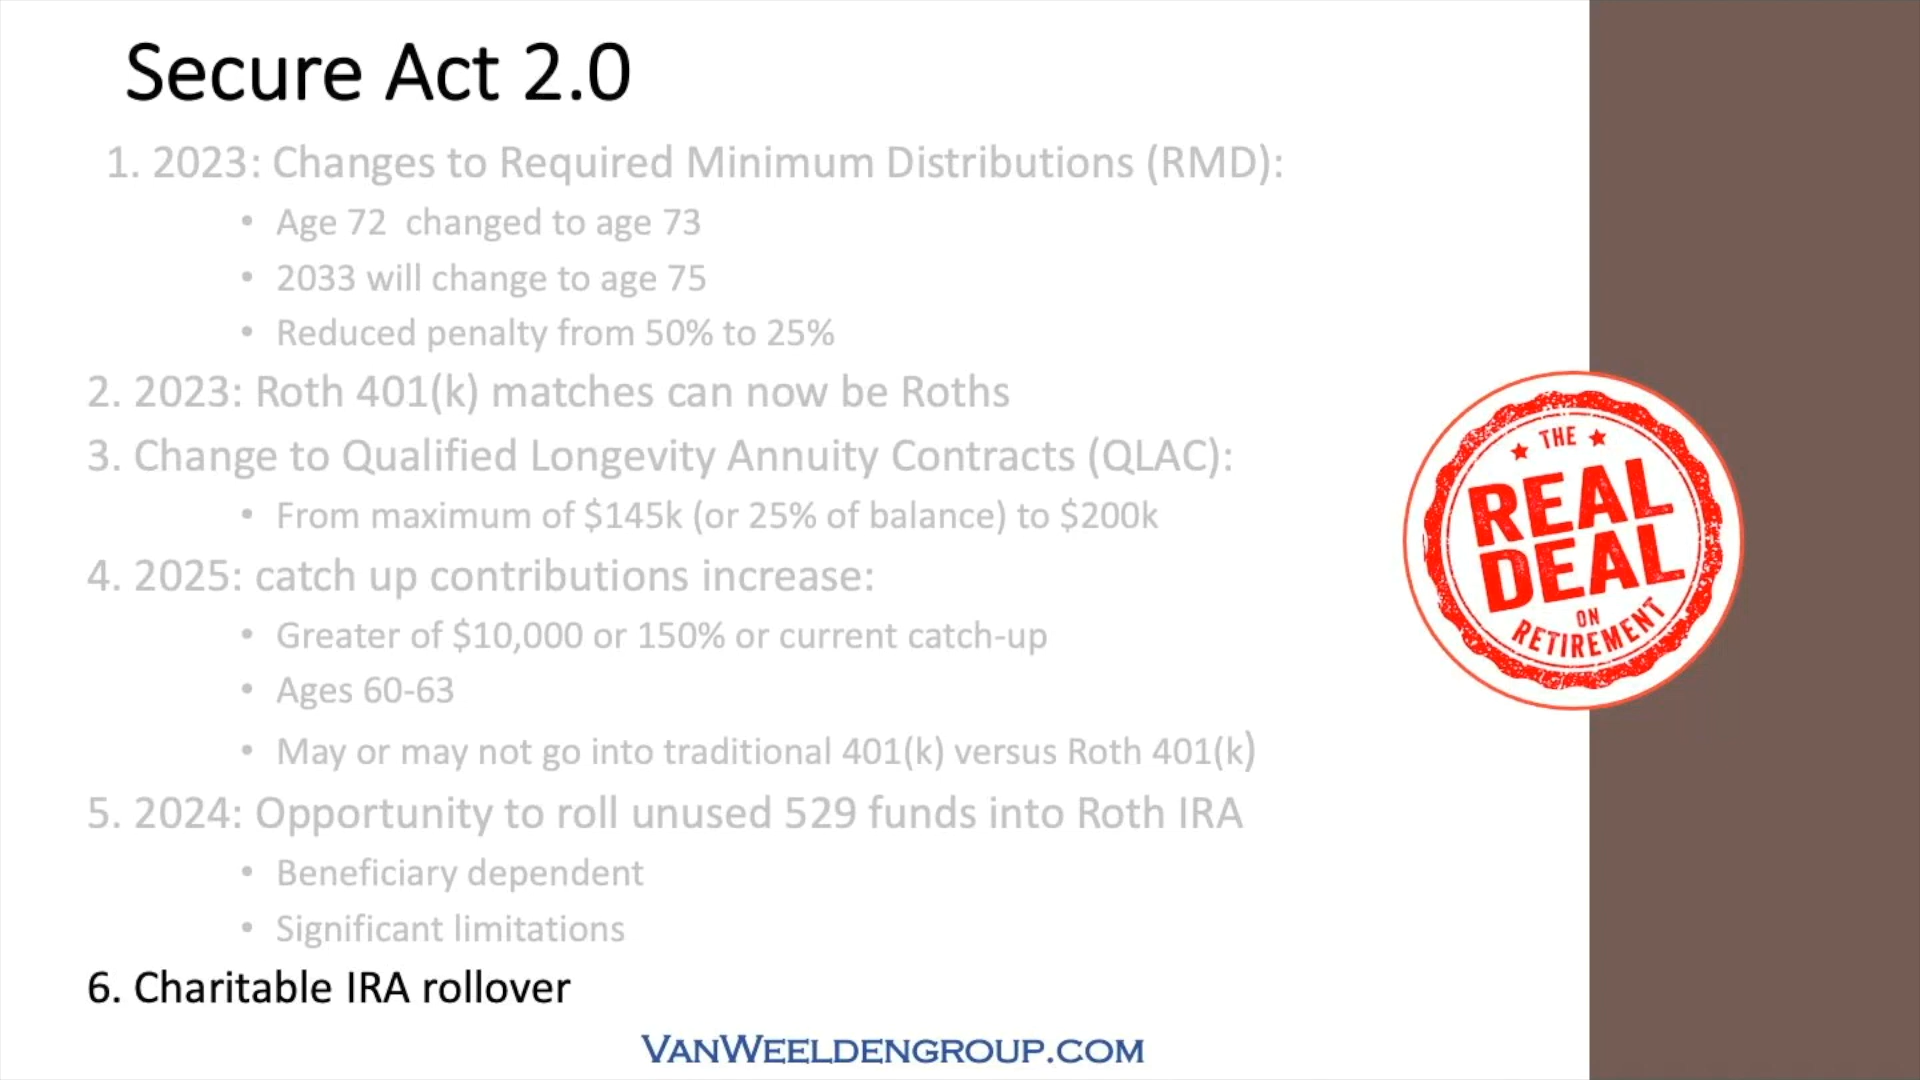 Secure Act 2.0
1. 2023: Changes to Required Minimum Distributions (RMD):
• Age 72 changed to age 73
• 2033 will change to age 75
• Reduced penalty from 50% to 25%
2. 2023: Roth 401(k) matches can now be Roths
3. Change to Qualified Longevity Annuity Contracts (QLAC):
• From maximum of $145k (or 25% of balance) to $200k
4. 2025: catch up contributions increase:
• Greater of $10,000 or 150% or current catch-up
• Ages 60-63
• May or may not go into traditional 401(k) versus Roth 401(k)
5. 2024: Opportunity to roll unused 529 funds into Roth IRA
• Beneficiary dependent
• Significant limitations
6. Charitable IRA rollover
VANWEELDENGROUP.COM
★ THE ★
REAL
DEAL
ON
RETIREMENT